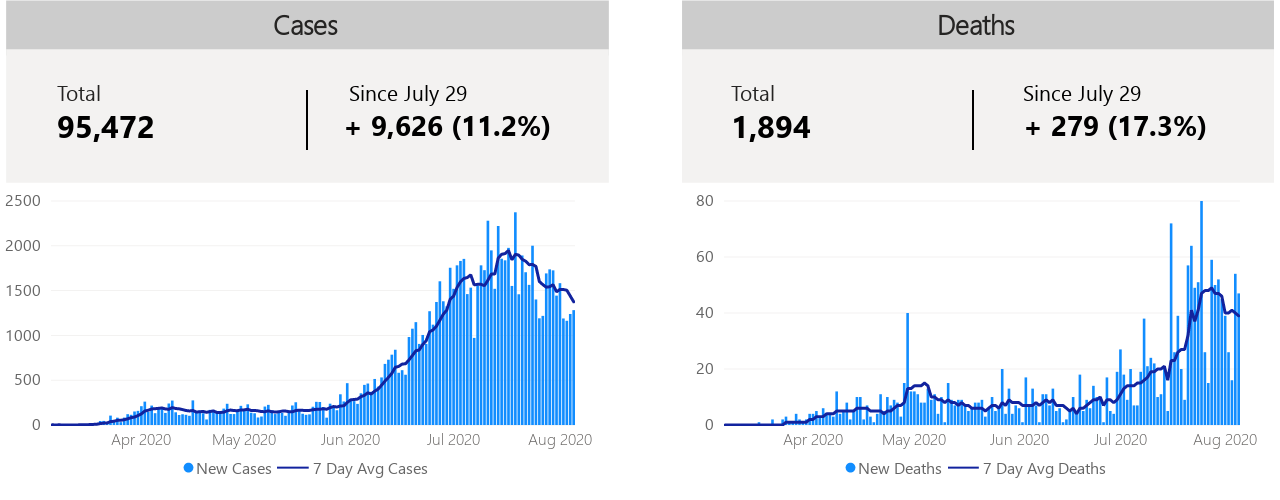 Cases
Total
95,472
Since July 29
+ 9,626 (11.2%)
2500
2000
1500
1000
500
0
Apr 2020 May 2020 Jun 2020 Jul 2020 Aug 2020
New Cases 7 Day Avg Cases
Deaths
Total
1,894
Since July 29
+ 279 (17.3%)
80
60
40
20
0
Apr 2020 May 2020 Jun 2020 Jul 2020 Aug 2020
New Deaths 7 Day Avg Deaths